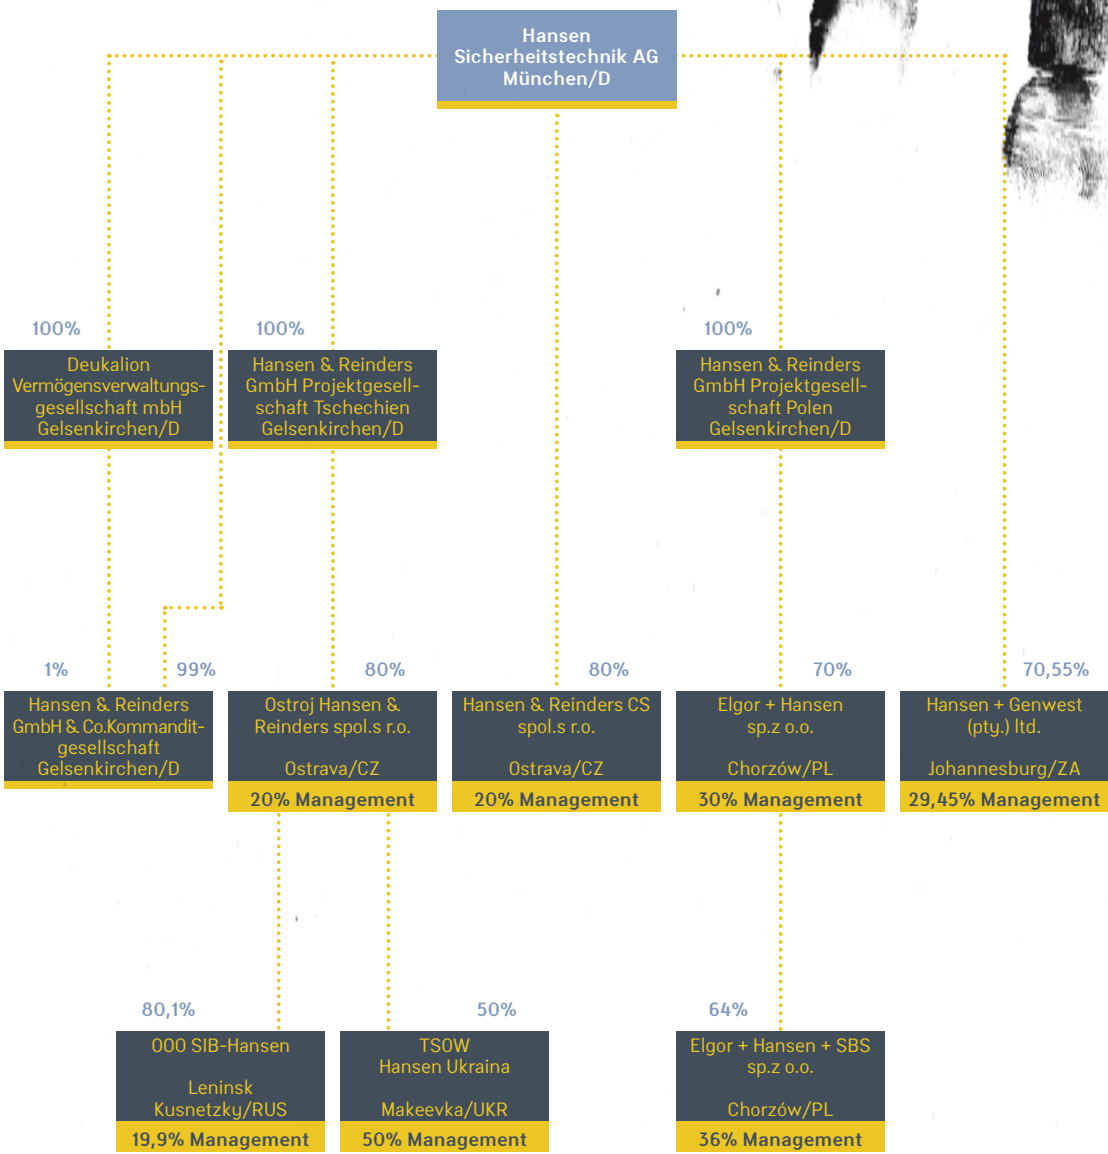 Hansen
Sicherheitstechnik AG
München/D
100%
Deukalion
Vermögensverwaltungs-
gesellschaft mbH
Gelsenkirchen/D
100%
Hansen & Reinders
GmbH Projektgesell-
schaft Tschechien
Gelsenkirchen/D
100%
Hansen & Reinders
GmbH Projektgesell-
schaft Polen
Gelsenkirchen/D
1%
99%
Hansen & Reinders
GmbH & Co.Kommandit-
gesellschaft
Gelsenkirchen/D
80%
Ostroj Hansen &
Reinders spol.s r.o.
Ostrava/CZ
20% Management
80%
Hansen & Reinders CS
spol.s r.o.
Ostrava/CZ
20% Management
70%
Elgor + Hansen
sp.z o.o.
Chorzów/PL
30% Management
70,55%
Hansen + Genwest
(pty.) ltd.
Johannesburg/ZA
29,45% Management
80,1%
OOO SIB-Hansen
Leninsk
Kusnetzky/RUS
19,9% Management
50%
TSOW
Hansen Ukraina
Makeevka/UKR
50% Management
64%
Elgor + Hansen + SBS
sp.z o.o.
Chorzów/PL
36% Management